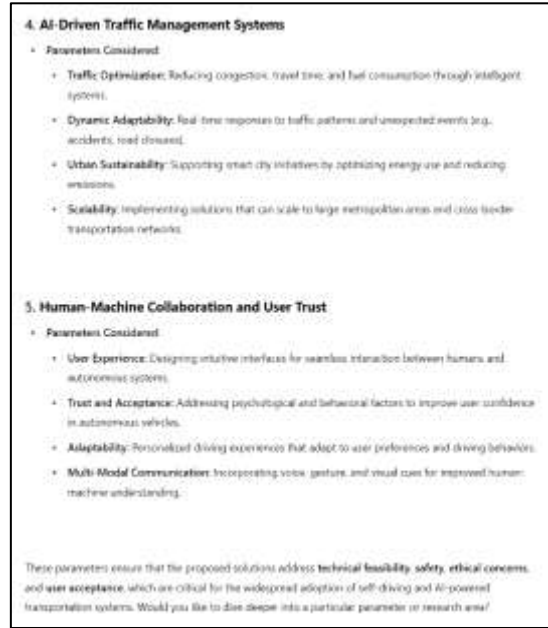 4. AI-Driven Traffic Management Systems
• Parameters Considered:
• Traffic Optimization: Reducing congestion, travel time, and fuel consumption through intelligent
systems.
• Dynamic Adaptability: Real-time responses to traffic patterns and unexpected events (e.g.,
accidents, road closures).
• Urban Sustainability: Supporting smart city initiatives by optimizing energy use and reducing
emissions.
• Scalability: Implementing solutions that can scale to large metropolitan areas and cross-border
transportation networks.
5. Human-Machine Collaboration and User Trust
• Parameters Considered:
• User Experience: Designing intuitive interfaces for seamless interaction between humans and
autonomous systems.
• Trust and Acceptance: Addressing psychological and behavioral factors to improve user confidence
in autonomous vehicles.
• Adaptability: Personalized driving experiences that adapt to user preferences and driving behaviors.
• Multi-Modal Communication: Incorporating voice, gesture, and visual cues for improved human-
machine understanding.
These parameters ensure that the proposed solutions address technical feasibility, safety, ethical concerns,
and user acceptance, which are critical for the widespread adoption of self-driving and AI-powered
transportation systems. Would you like to dive deeper into a particular parameter or research area?